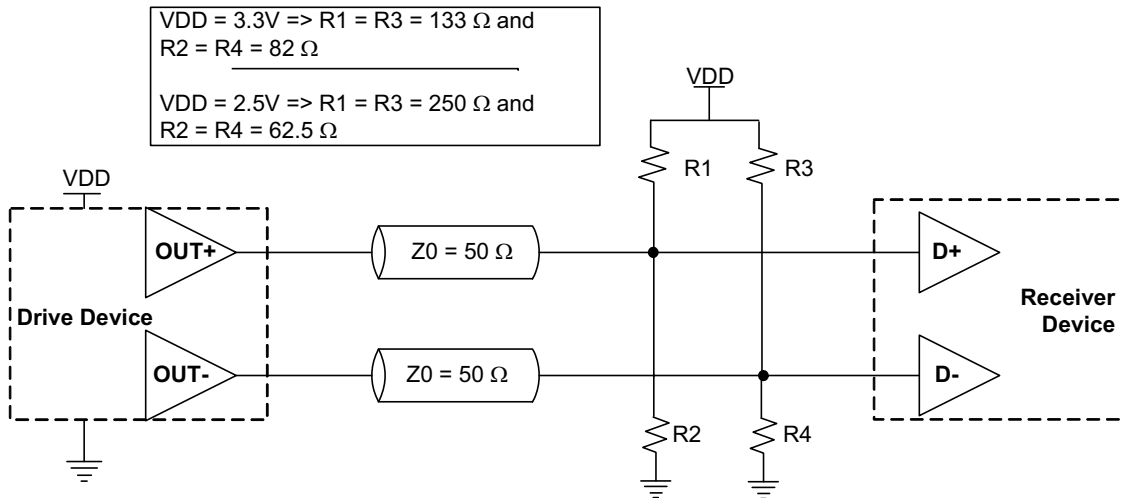 VDD = 3.3V => R1 = R3 = 133 Ω and
R2 = R4 = 82 Ω
VDD = 2.5V => R1 = R3 = 250 Ω and
R2 = R4 = 62.5 Ω
VDD
VDD
R1
R3
OUT+
Z0 = 50 Ω
D+
Drive Device
Receiver
Device
OUT-
Z0 = 50 Ω
D-
R2
R4